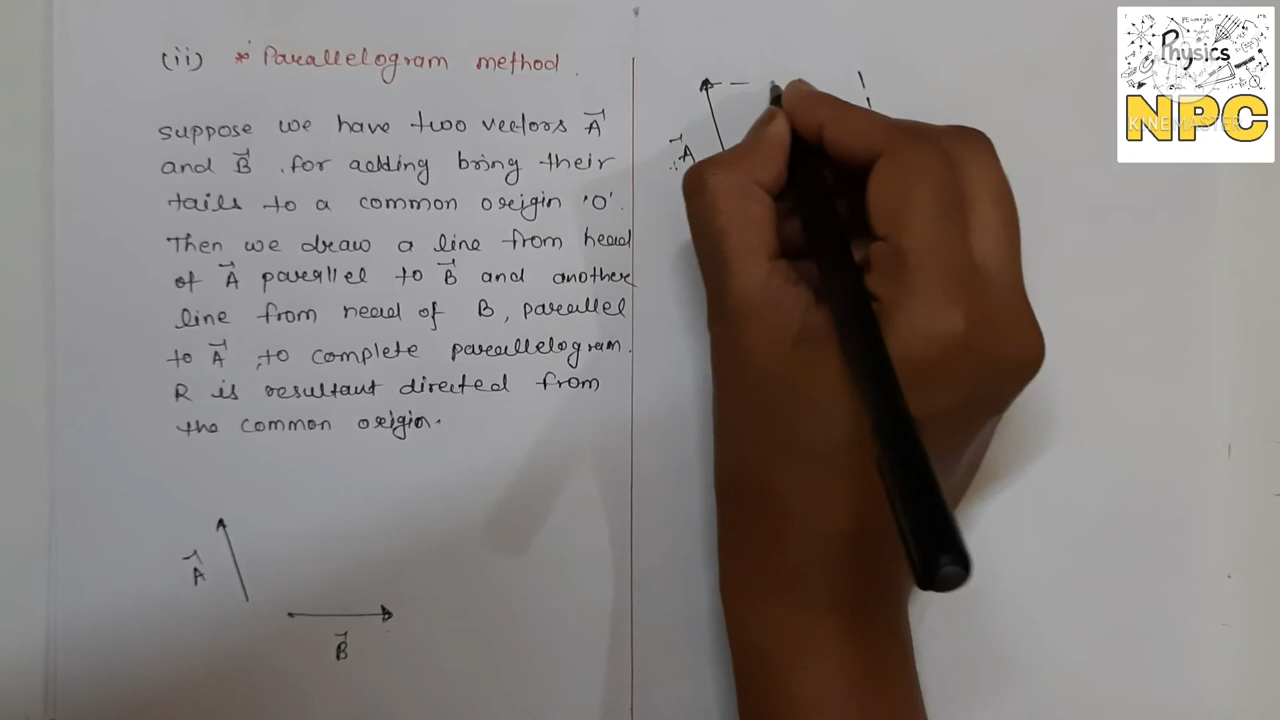 (ii) * Parallelogram method.
suppose we have two vectors A⃗
and B⃗ . for adding bring their
tails to a common origin 'O'.
Then we draw a line from head
of A⃗ parallel to B⃗ and another
line from head of B, parallel
to A⃗, to complete parallelogram.
R is resultant directed from
the common origin.
A⃗
B⃗
A⃗
Physics
NPC
KINEMASTER